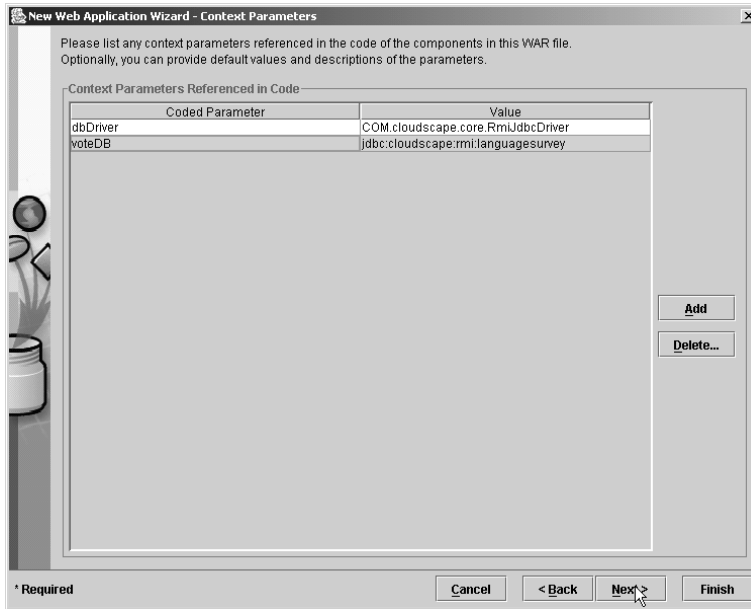 New Web Application Wizard - Context Parameters
Please list any context parameters referenced in the code of the components in this WAR file.
Optionally, you can provide default values and descriptions of the parameters.
Context Parameters Referenced in Code
Coded Parameter Value
dbDriver COM.cloudscape.core.RmiJdbcDriver
voteDB jdbc:cloudscape:rmi:languagesurvey
Add
Delete...
* Required Cancel < Back Next > Finish